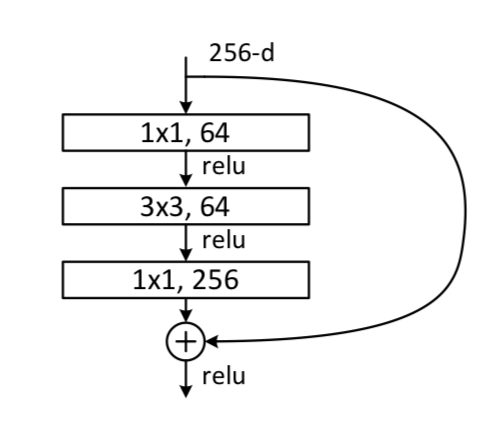 256-d
1x1, 64
relu
3x3, 64
relu
1x1, 256
+
relu